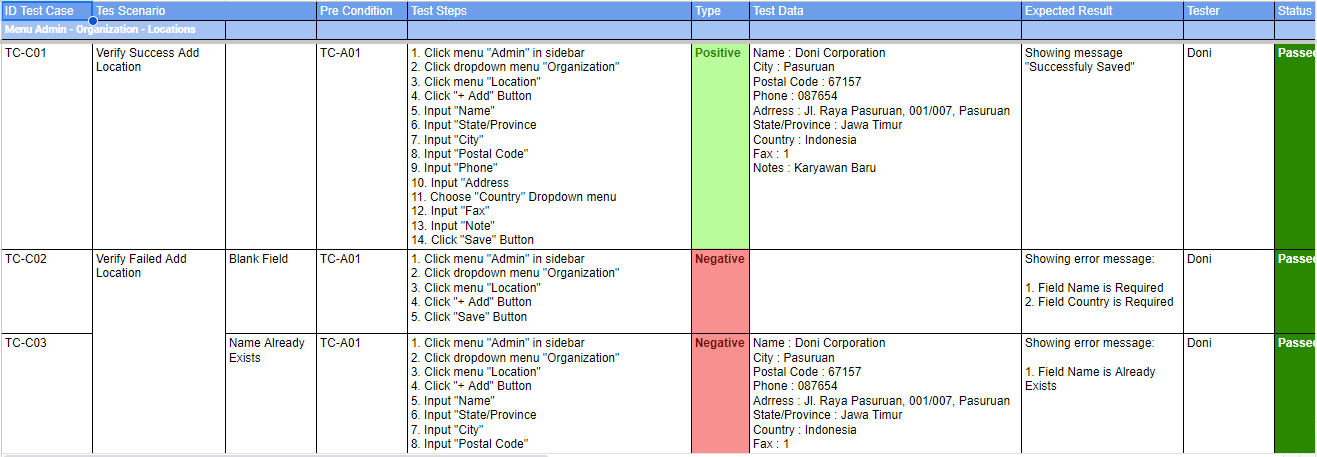 ID Test Case Tes Scenario Pre Condition Test Steps Type Test Data Expected Result Tester Status
Menu Admin - Organization - Locations
TC-C01
Verify Success Add
Location
TC-A01
1. Click menu "Admin" in sidebar
2. Click dropdown menu "Organization"
3. Click menu "Location"
4. Click "+ Add" Button
5. Input "Name"
6. Input "State/Province
7. Input "City"
8. Input "Postal Code"
9. Input "Phone"
10. Input "Address
11. Choose "Country" Dropdown menu
12. Input "Fax"
13. Input "Note"
14. Click "Save" Button
Positive
Name : Doni Corporation
City : Pasuruan
Postal Code : 67157
Phone : 087654
Adrress : Jl. Raya Pasuruan, 001/007, Pasuruan
State/Province : Jawa Timur
Country : Indonesia
Fax : 1
Notes : Karyawan Baru
Showing message
"Successfuly Saved"
Doni
Passed
TC-C02
Verify Failed Add
Location
Blank Field
TC-A01
1. Click menu "Admin" in sidebar
2. Click dropdown menu "Organization"
3. Click menu "Location"
4. Click "+ Add" Button
5. Click "Save" Button
Negative
Showing error message:
1. Field Name is Required
2. Field Country is Required
Doni
Passed
TC-C03
Name Already
Exists
TC-A01
1. Click menu "Admin" in sidebar
2. Click dropdown menu "Organization"
3. Click menu "Location"
4. Click "+ Add" Button
5. Input "Name"
6. Input "State/Province
7. Input "City"
8. Input "Postal Code"
Negative
Name : Doni Corporation
City : Pasuruan
Postal Code : 67157
Phone : 087654
Adrress : Jl. Raya Pasuruan, 001/007, Pasuruan
State/Province : Jawa Timur
Country : Indonesia
Fax : 1
Showing error message:
1. Field Name is Already
Exists
Doni
Passed